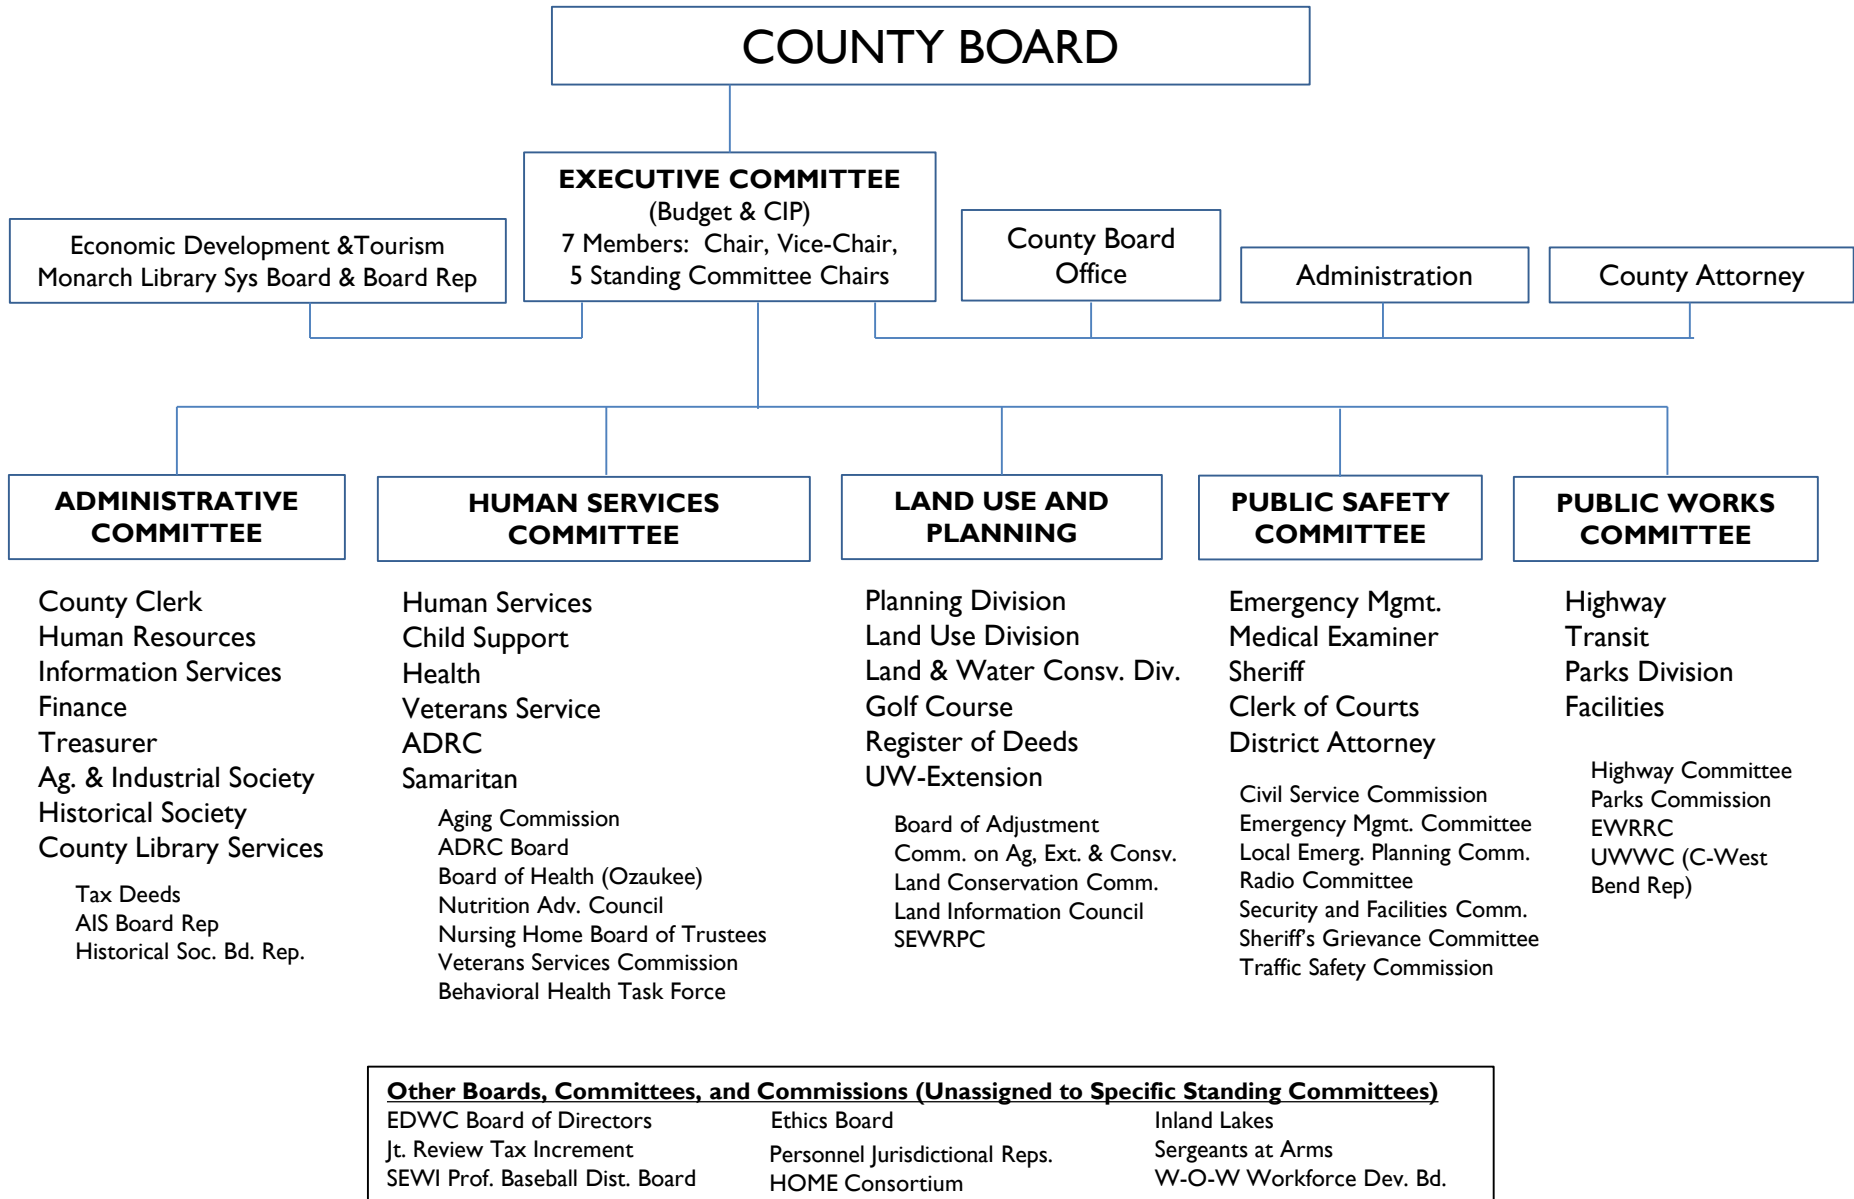 COUNTY BOARD
EXECUTIVE COMMITTEE
(Budget & CIP)
7 Members: Chair, Vice-Chair,
5 Standing Committee Chairs
Economic Development &Tourism
Monarch Library Sys Board & Board Rep
County Board
Office
Administration
County Attorney
ADMINISTRATIVE
COMMITTEE
County Clerk
Human Resources
Information Services
Finance
Treasurer
Ag. & Industrial Society
Historical Society
County Library Services
Tax Deeds
AIS Board Rep
Historical Soc. Bd. Rep.
HUMAN SERVICES
COMMITTEE
Human Services
Child Support
Health
Veterans Service
ADRC
Samaritan
Aging Commission
ADRC Board
Board of Health (Ozaukee)
Nutrition Adv. Council
Nursing Home Board of Trustees
Veterans Services Commission
Behavioral Health Task Force
LAND USE AND
PLANNING
Planning Division
Land Use Division
Land & Water Consv. Div.
Golf Course
Register of Deeds
UW-Extension
Board of Adjustment
Comm. on Ag, Ext. & Consv.
Land Conservation Comm.
Land Information Council
SEWRPC
PUBLIC SAFETY
COMMITTEE
Emergency Mgmt.
Medical Examiner
Sheriff
Clerk of Courts
District Attorney
Civil Service Commission
Emergency Mgmt. Committee
Local Emerg. Planning Comm.
Radio Committee
Security and Facilities Comm.
Sheriff's Grievance Committee
Traffic Safety Commission
PUBLIC WORKS
COMMITTEE
Highway
Transit
Parks Division
Facilities
Highway Committee
Parks Commission
EWRRC
UWWC (C-West
Bend Rep)
Other Boards, Committees, and Commissions (Unassigned to Specific Standing Committees)
EDWC Board of Directors
Jt. Review Tax Increment
SEWI Prof. Baseball Dist. Board
Ethics Board
Personnel Jurisdictional Reps.
HOME Consortium
Inland Lakes
Sergeants at Arms
W-O-W Workforce Dev. Bd.